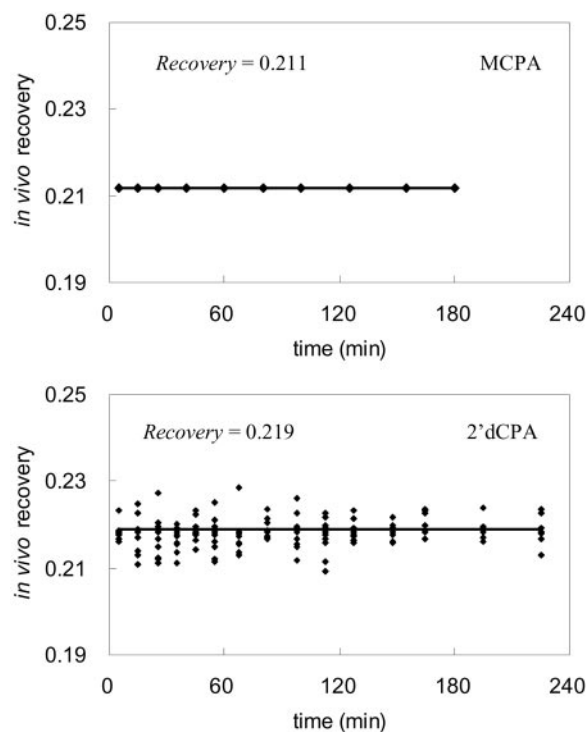 0.25
Recovery = 0.211 MCPA
0.23
in vivo recovery
0.21
0.19
0 60 120 180 240
time (min)
0.25
Recovery = 0.219 2'dCPA
0.23
in vivo recovery
0.21
0.19
0 60 120 180 240
time (min)